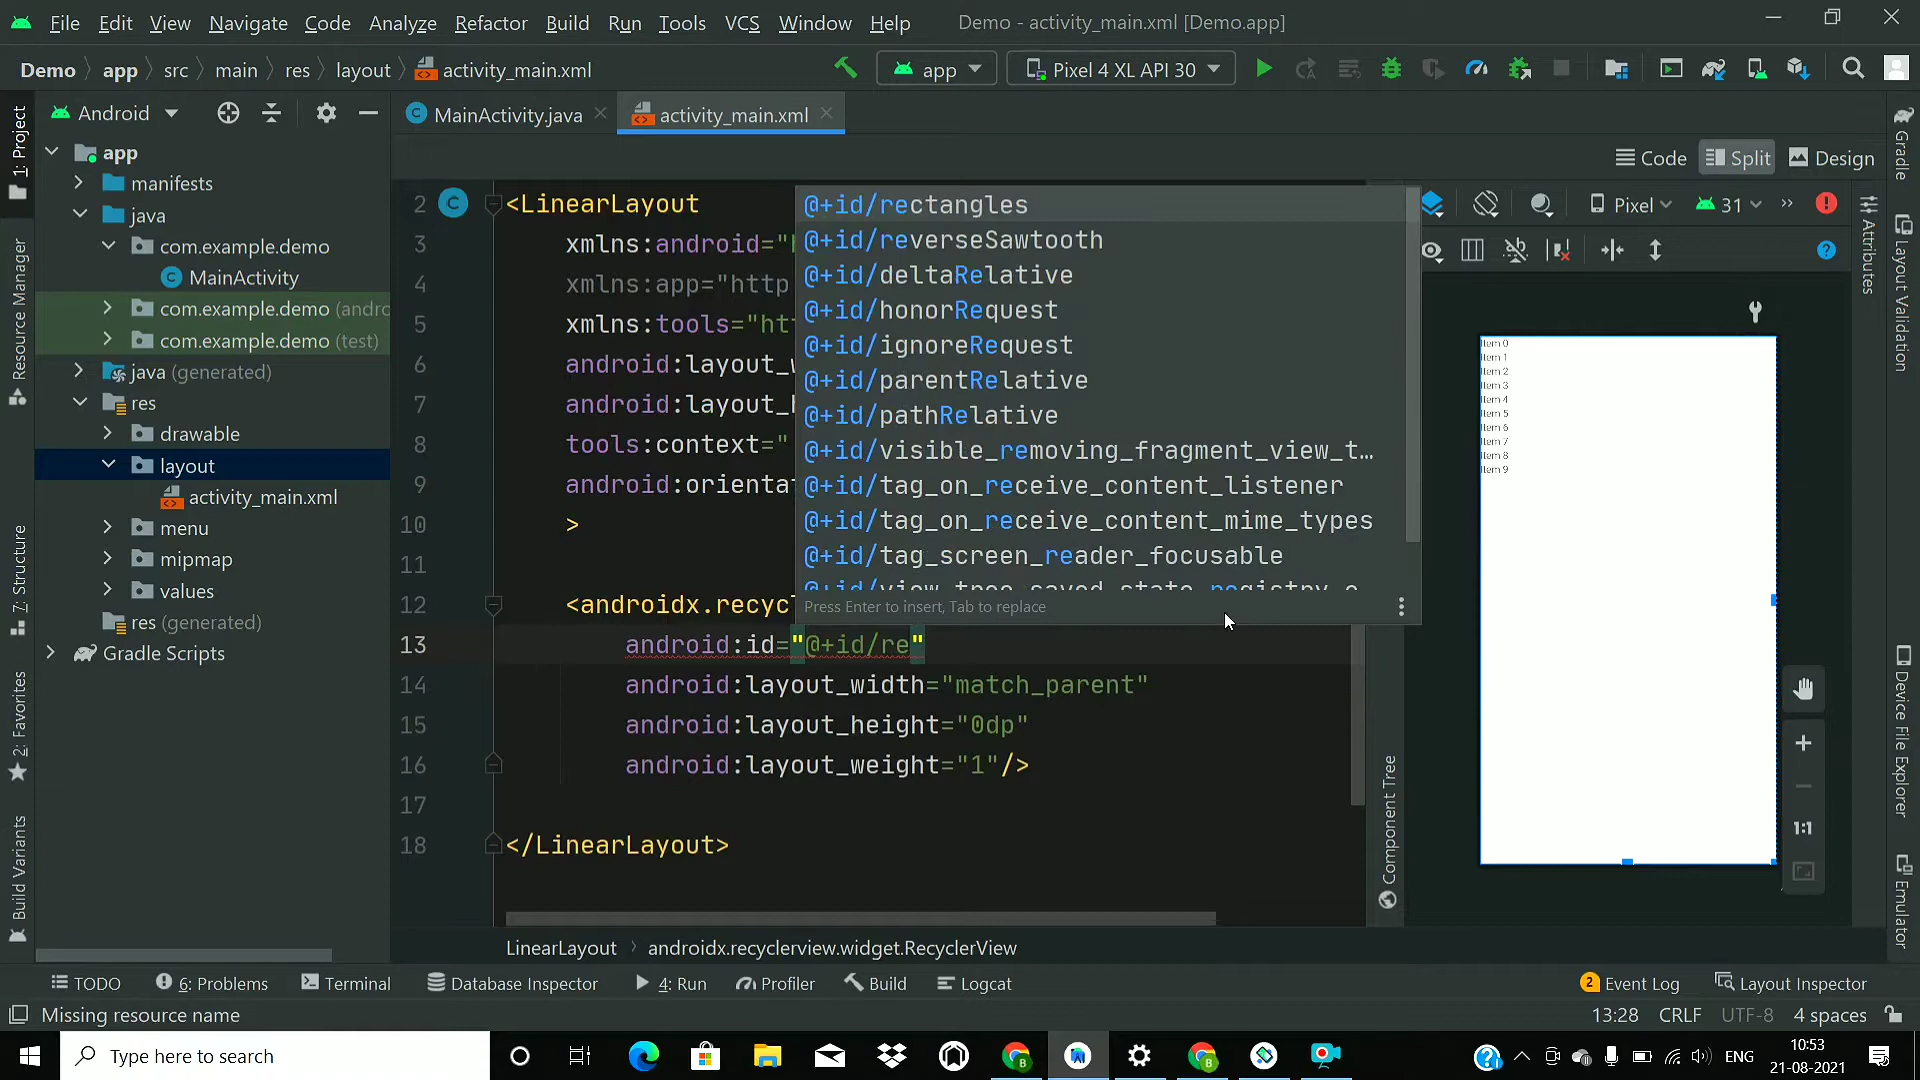 File Edit View Navigate Code Analyze Refactor Build Run Tools VCS Window Help Demo - activity_main.xml [Demo.app]
Demo app src main res layout activity_main.xml app Pixel 4 XL API 30
Android
MainActivity.java activity_main.xml
Code Split Design
Pixel 31
1: Project
Resource Manager
7: Structure
2: Favorites
Build Variants
app
manifests
java
com.example.demo
MainActivity
com.example.demo (andro
com.example.demo (test)
java (generated)
res
drawable
layout
activity_main.xml
menu
mipmap
values
res (generated)
Gradle Scripts
2 <LinearLayout
3 xmlns:android="h
4 xmlns:app="http
5 xmlns:tools="ht
6 android:layout_w
7 android:layout_h
8 tools:context="
9 android:orientat
10 >
11
12 <androidx.recycl
13 android:id="@+id/re"
14 android:layout_width="match_parent"
15 android:layout_height="0dp"
16 android:layout_weight="1"/>
17
18 </LinearLayout>
@+id/rectangles
@+id/reverseSawtooth
@+id/deltaRelative
@+id/honorRequest
@+id/ignoreRequest
@+id/parentRelative
@+id/pathRelative
@+id/visible_removing_fragment_view_t…
@+id/tag_on_receive_content_listener
@+id/tag_on_receive_content_mime_types
@+id/tag_screen_reader_focusable
@+id/view_tree_saved_state_registry_o
Press Enter to insert, Tab to replace
Item 0
Item 1
Item 2
Item 3
Item 4
Item 5
Item 6
Item 7
Item 8
Item 9
1:1
Component Tree
Attributes
Gradle
Layout Validation
Device File Explorer
Emulator
LinearLayout androidx.recyclerview.widget.RecyclerView
TODO 6: Problems Terminal Database Inspector 4: Run Profiler Build Logcat 2 Event Log Layout Inspector
Missing resource name 13:28 CRLF UTF-8 4 spaces
Type here to search ENG 10:53
21-08-2021